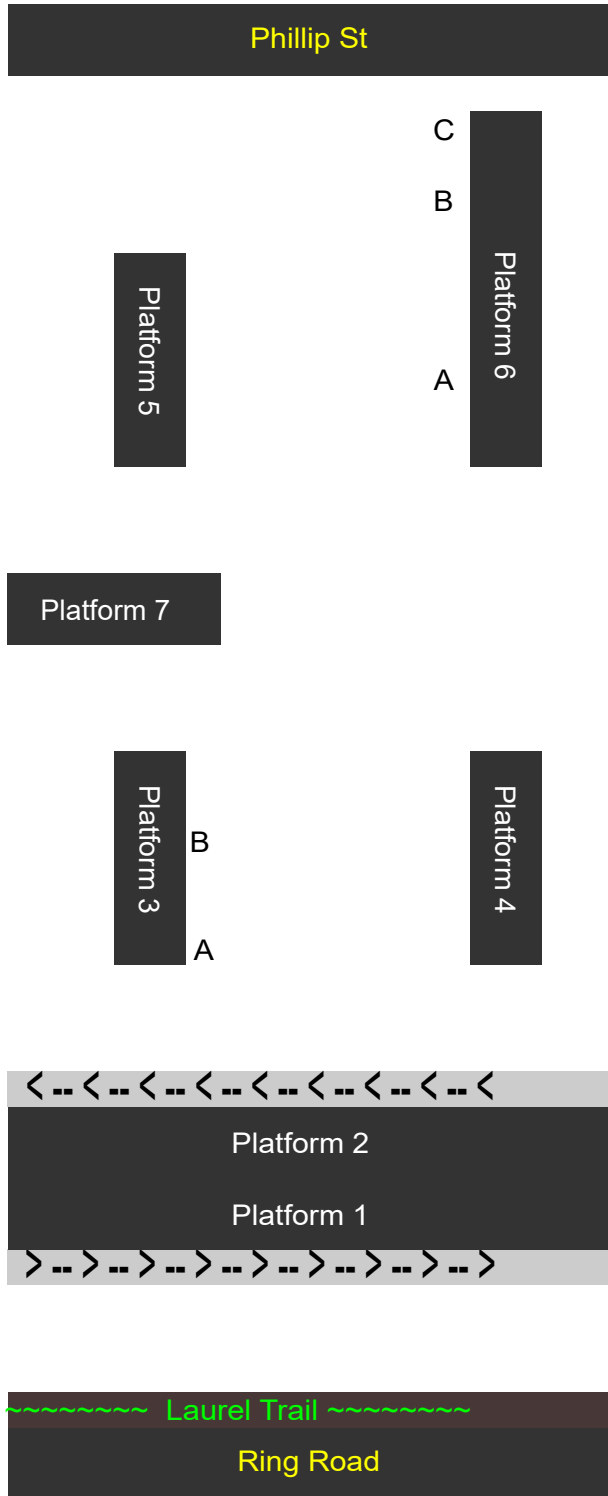 Phillip St
C
B
Platform 5
Platform 6
A
Platform 7
Platform 3
Platform 4
B
A
< -- < -- < -- < -- < -- < -- < -- < -- <
Platform 2
Platform 1
> -- > -- > -- > -- > -- > -- > -- > -- >
~~~~~~~~ Laurel Trail ~~~~~~~~
Ring Road